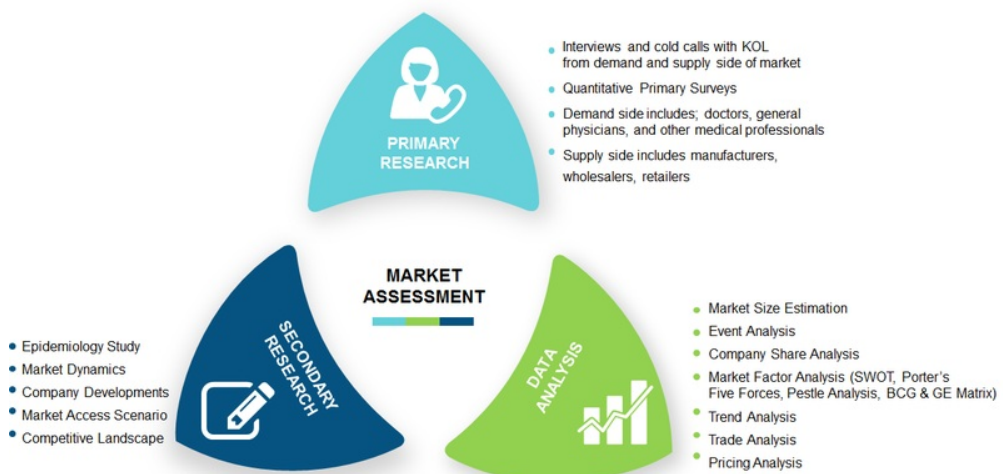 PRIMARY
RESEARCH
Interviews and cold calls with KOL
from demand and supply side of market
Quantitative Primary Surveys
Demand side includes; doctors, general
physicians, and other medical professionals
Supply side includes manufacturers,
wholesalers, retailers
MARKET
ASSESSMENT
SECONDARY
RESEARCH
Epidemiology Study
Market Dynamics
Company Developments
Market Access Scenario
Competitive Landscape
DATA
ANALYSIS
Market Size Estimation
Event Analysis
Company Share Analysis
Market Factor Analysis (SWOT, Porter's
Five Forces, Pestle Analysis, BCG & GE Matrix)
Trend Analysis
Trade Analysis
Pricing Analysis